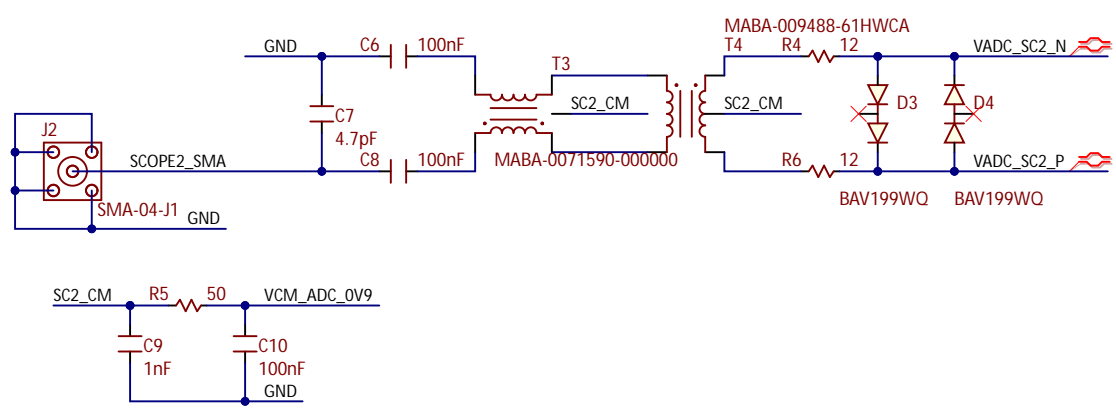 MABA-009488-61HWCA
GND C6 100nF T4 R4 12 VADC_SC2_N
T3
C7 SC2_CM SC2_CM D3 D4
J2 4.7pF
SCOPE2_SMA C8 100nF MABA-0071590-000000 R6 12 VADC_SC2_P
SMA-04-J1 BAV199WQ BAV199WQ
GND
SC2_CM R5 50 VCM_ADC_0V9
C9 C10
1nF 100nF
GND